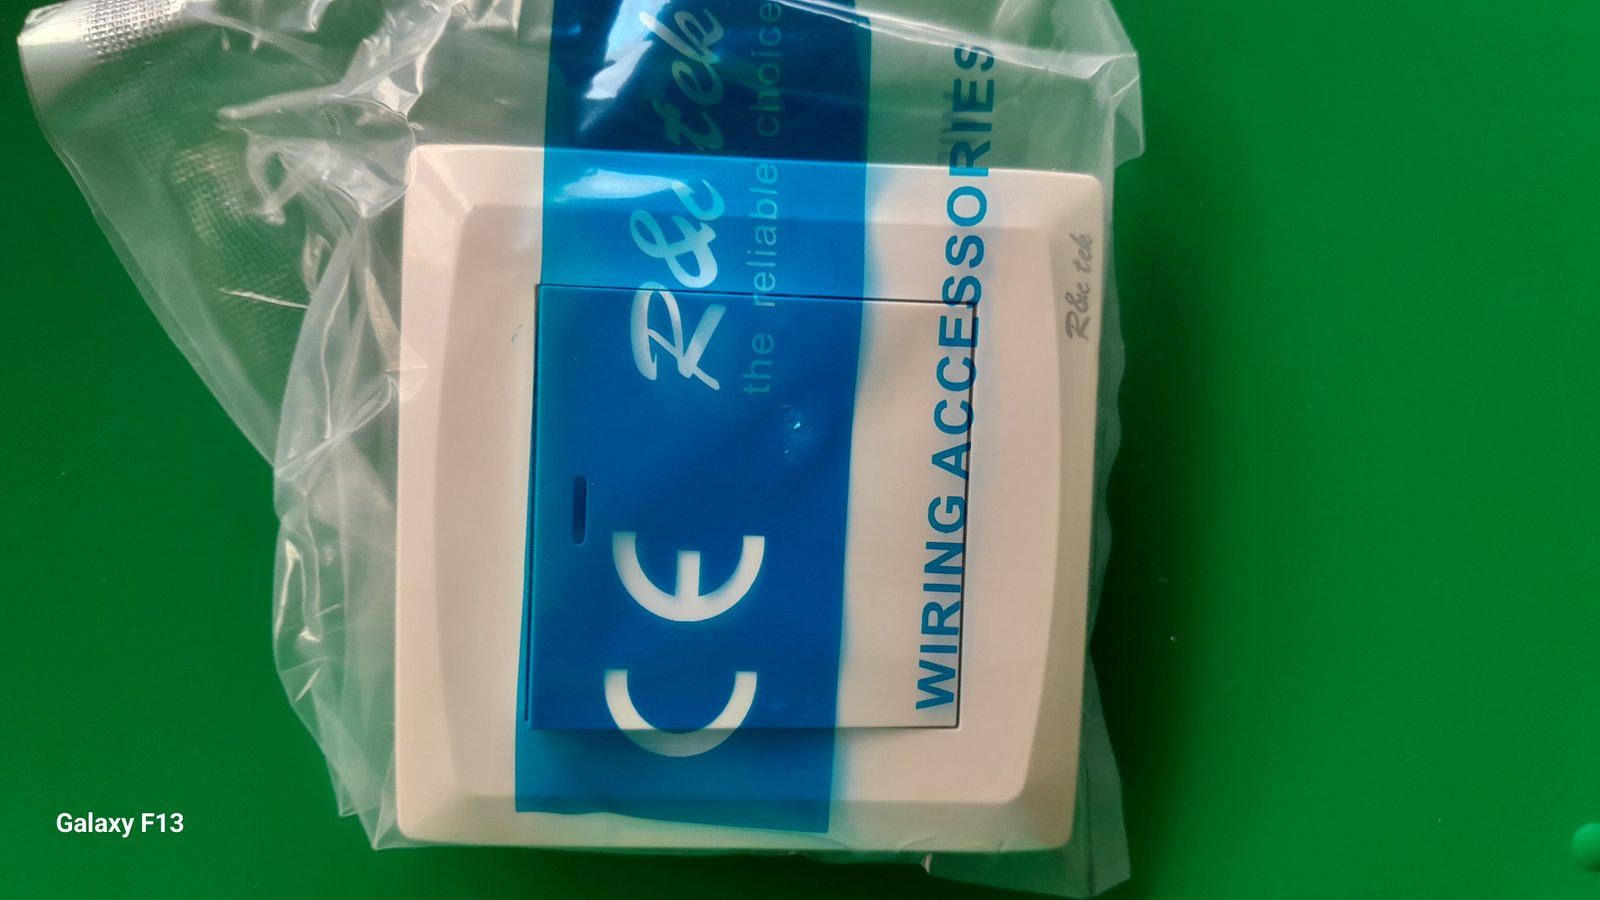 R&c tek
the reliable choice
CE
WIRING ACCESSORIES
R&c tek
Galaxy F13